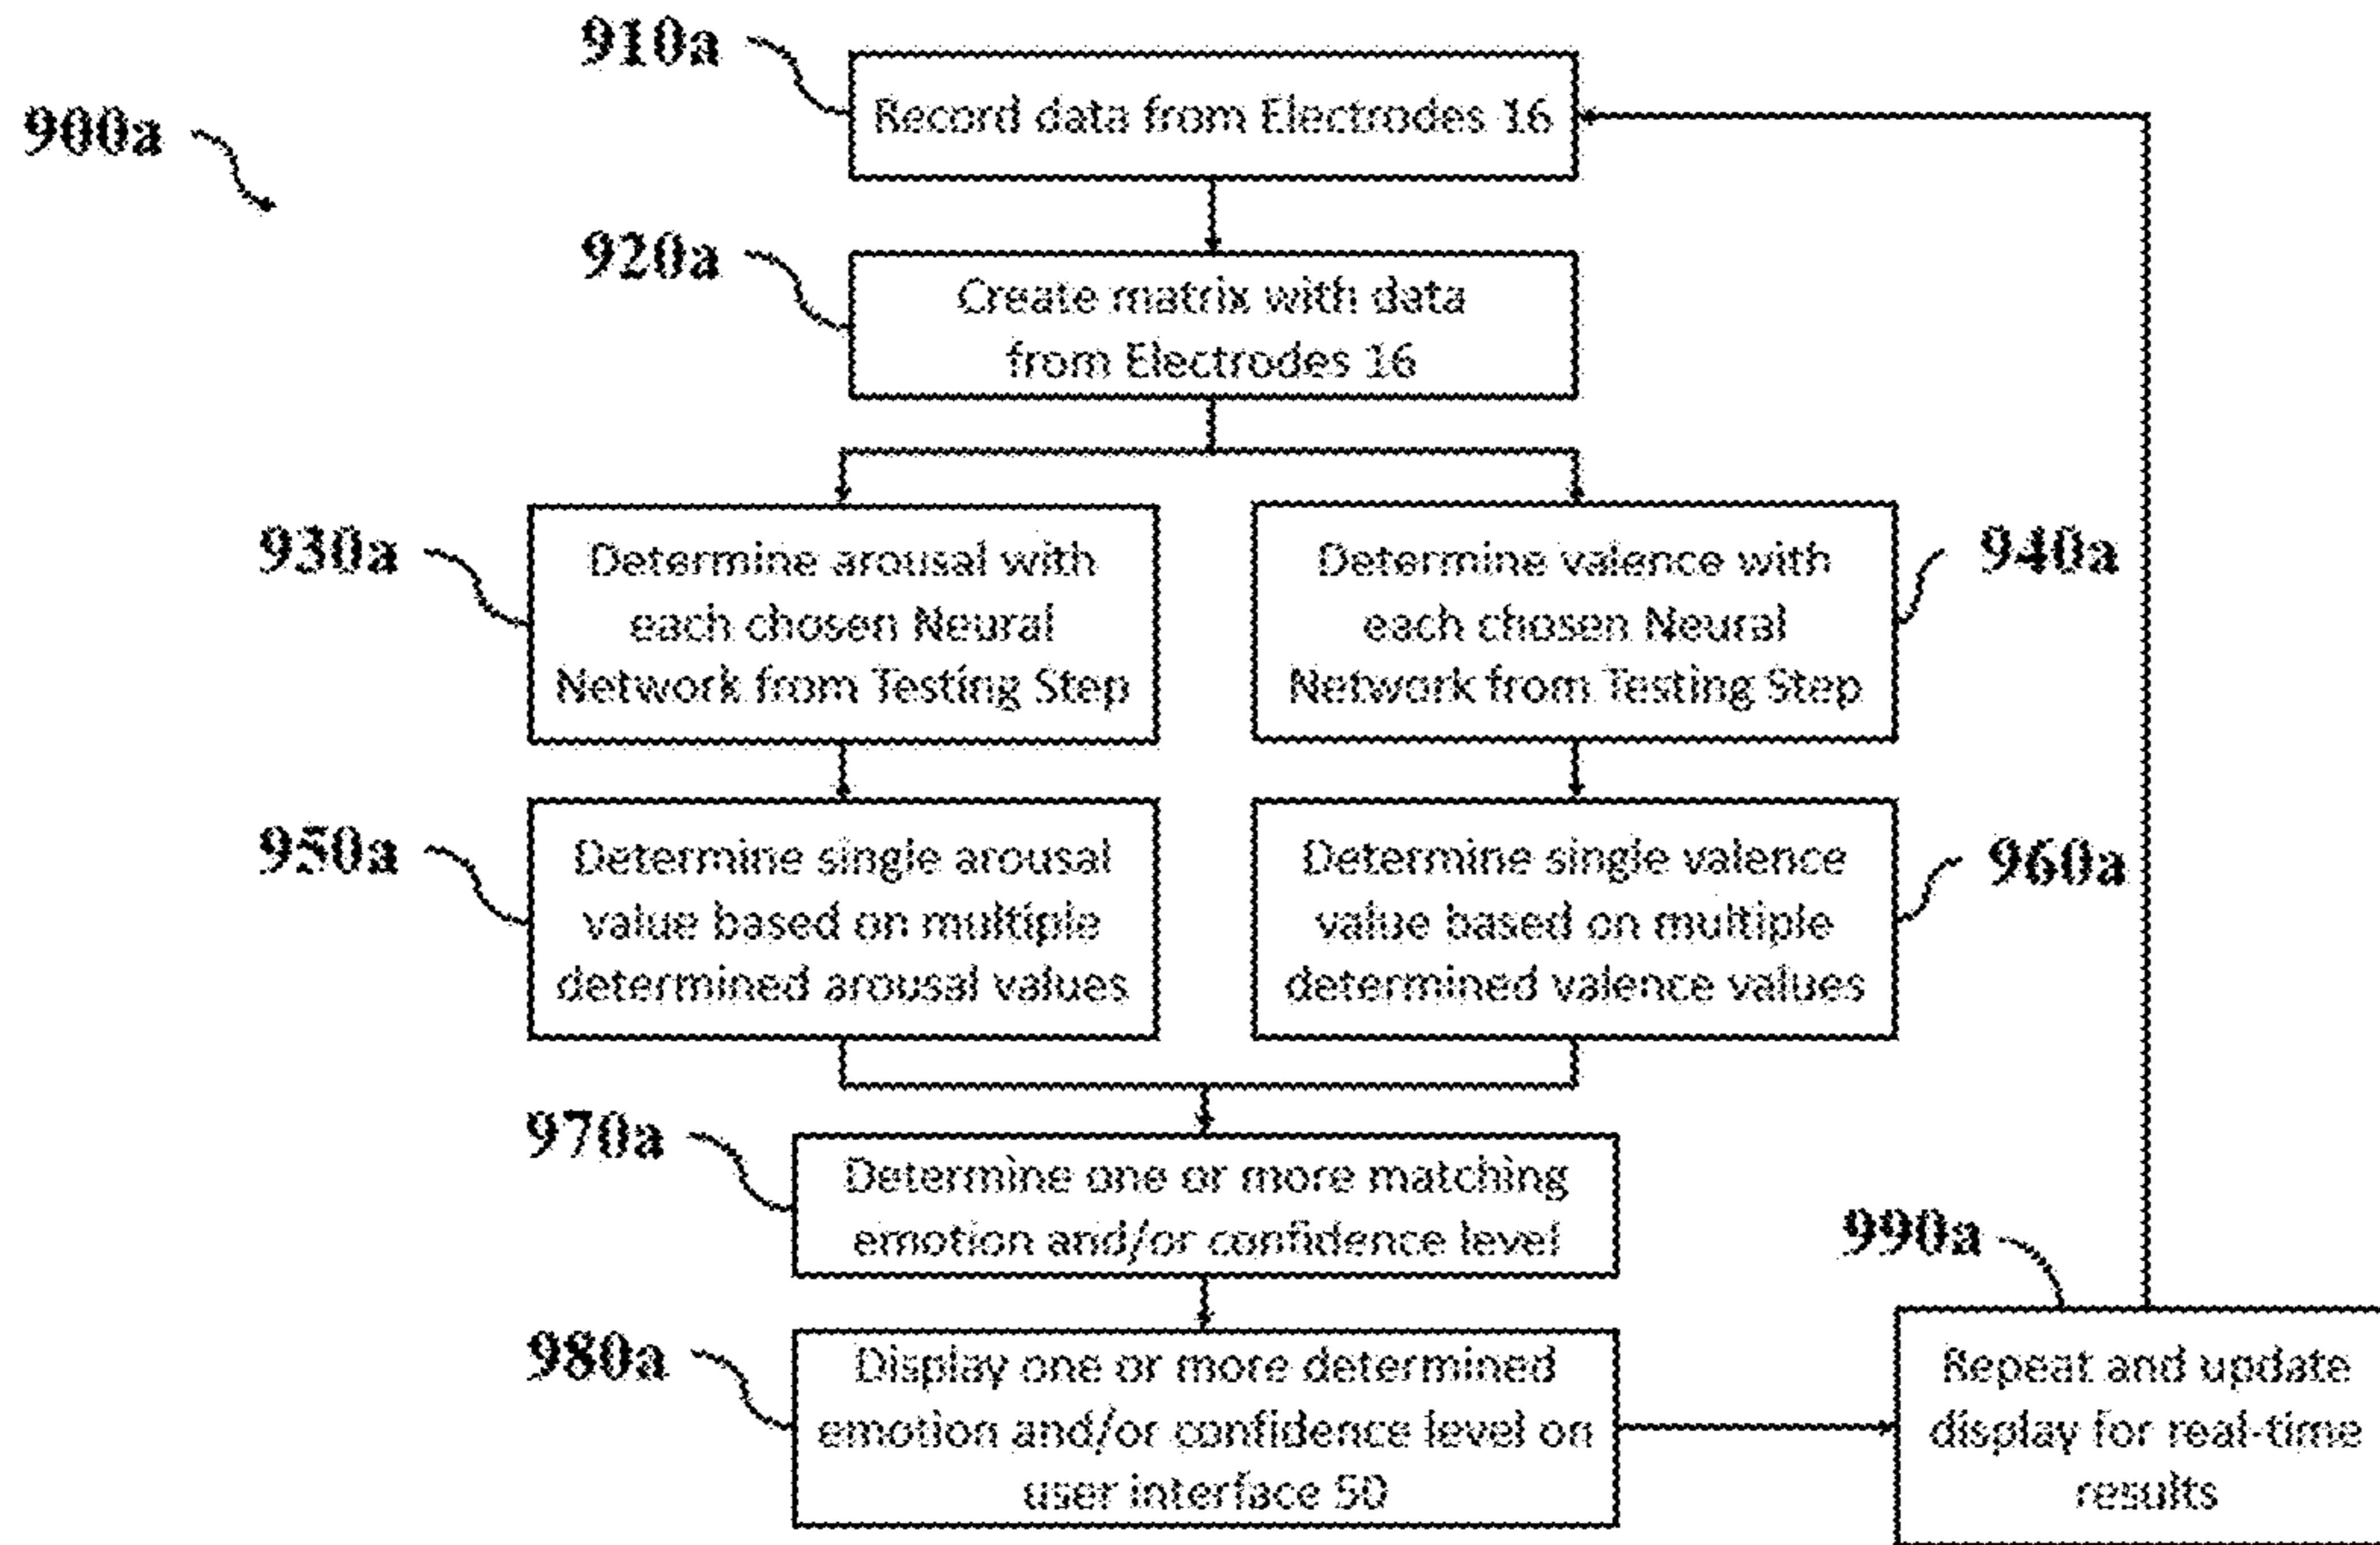 910a
Record data from Electrodes 16
900a
920a
Create matrix with data
from Electrodes 16
930a
Determine arousal with
each chosen Neural
Network from Testing Step
Determine valence with
each chosen Neural
Network from Testing Step
940a
950a
Determine single arousal
value based on multiple
determined arousal values
Determine single valence
value based on multiple
determined valence values
960a
970a
Determine one or more matching
emotion and/or confidence level
980a
Display one or more determined
emotion and/or confidence level on
user interface 50
990a
Repeat and update
display for real-time
results